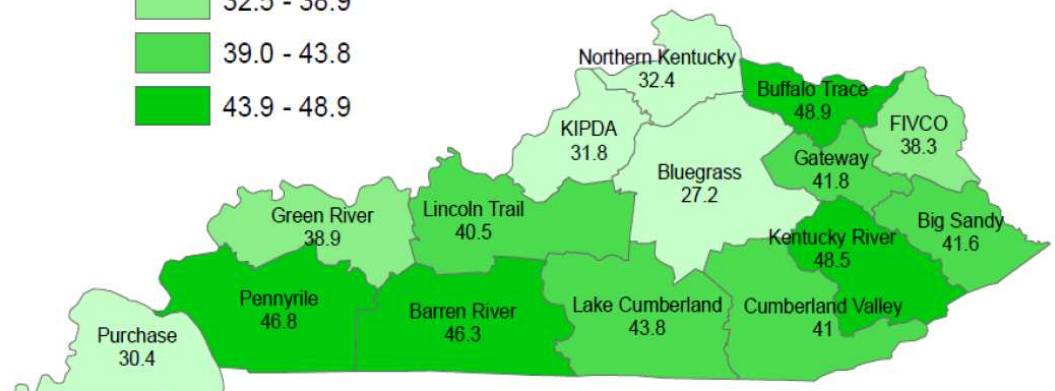 32.5 - 38.9
39.0 - 43.8
43.9 - 48.9
Northern Kentucky
32.4
Buffalo Trace
48.9
FIVCO
38.3
KIPDA
31.8
Gateway
41.8
Bluegrass
27.2
Green River
38.9
Lincoln Trail
40.5
Big Sandy
41.6
Kentucky River
48.5
Pennyrile
46.8
Barren River
46.3
Lake Cumberland
43.8
Cumberland Valley
41
Purchase
30.4